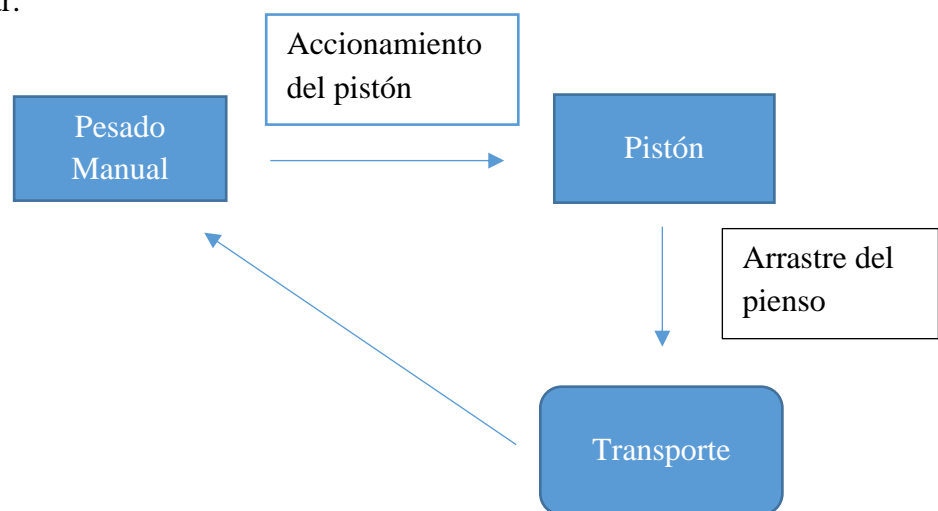 Accionamiento
del pistón
Pesado
Manual
Pistón
Arrastre del
pienso
Transporte